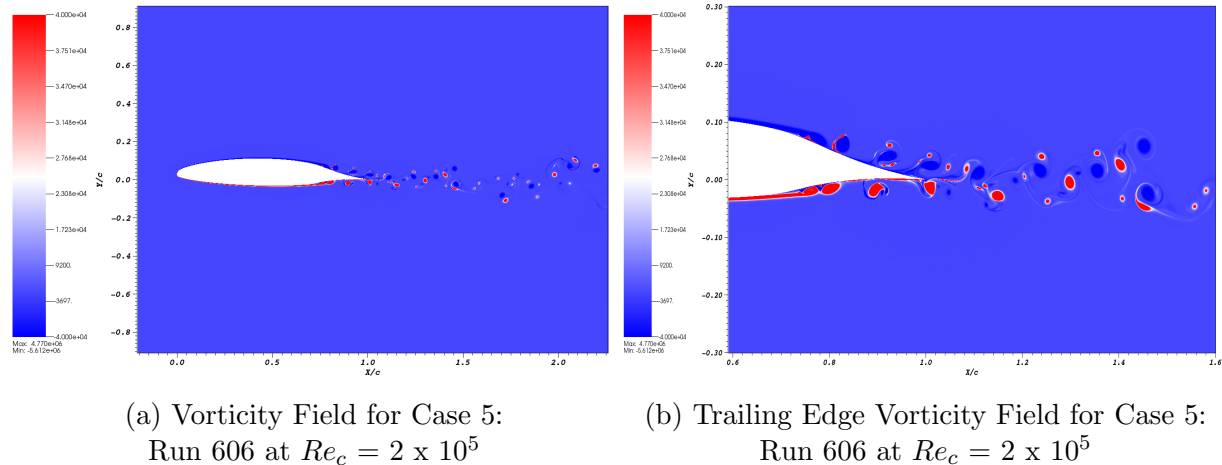 4.000e+04
3.751e+04
3.470e+04
3.148e+04
2.768e+04
2.308e+04
1.723e+04
9200.
-3697.
-4.000e+04
Max: 4.770e+06
Min: -5.612e+06
Y/c
0.8
0.6
0.4
0.2
0.0
-0.2
-0.4
-0.6
-0.8
0.0 0.5 1.0 1.5 2.0
X/c
4.000e+04
3.751e+04
3.470e+04
3.148e+04
2.768e+04
2.308e+04
1.723e+04
9200.
-3697.
-4.000e+04
Max: 4.770e+06
Min: -5.612e+06
Y/c
0.30
0.20
0.10
0.00
-0.10
-0.20
-0.30
0.6 0.8 1.0 1.2 1.4 1.6
X/c
(a) Vorticity Field for Case 5:
Run 606 at Re_c = 2 x 10^5
(b) Trailing Edge Vorticity Field for Case 5:
Run 606 at Re_c = 2 x 10^5